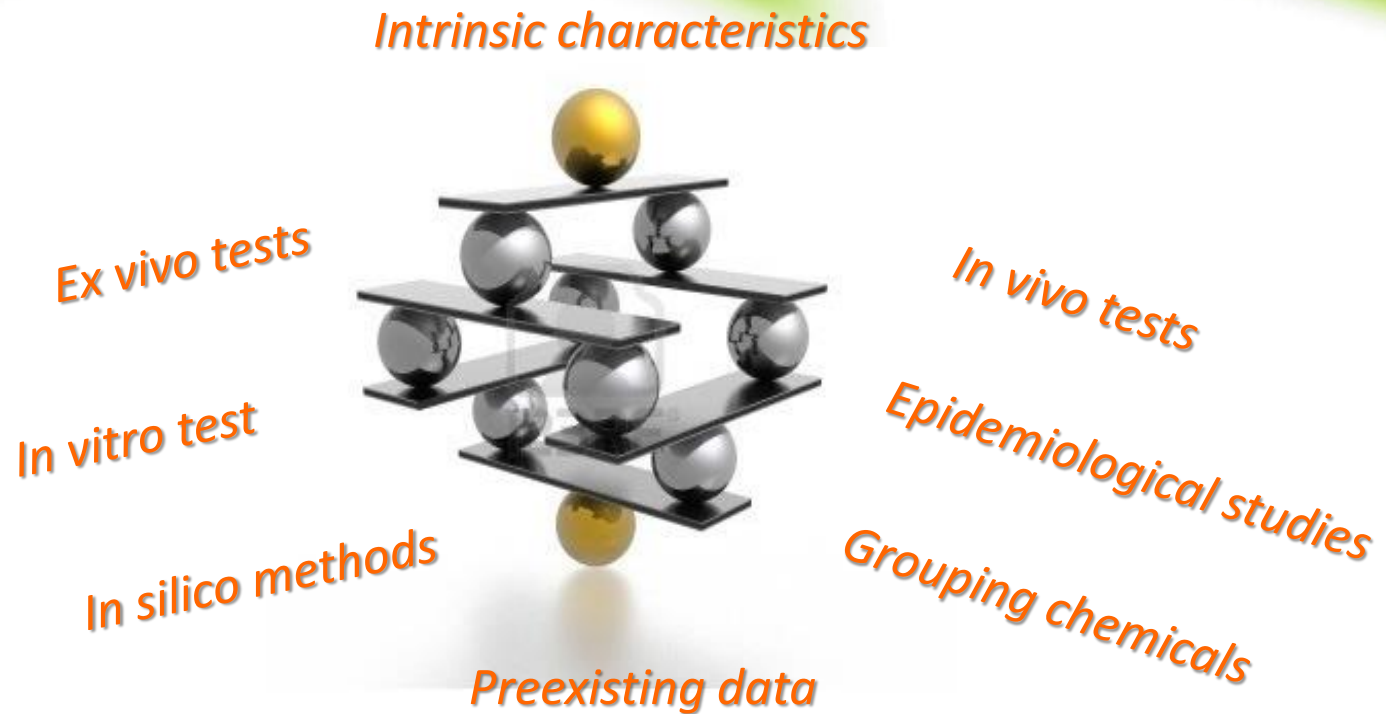 Intrinsic characteristics
Ex vivo tests
In vivo tests
In vitro test
Epidemiological studies
In silico methods
Grouping chemicals
Preexisting data